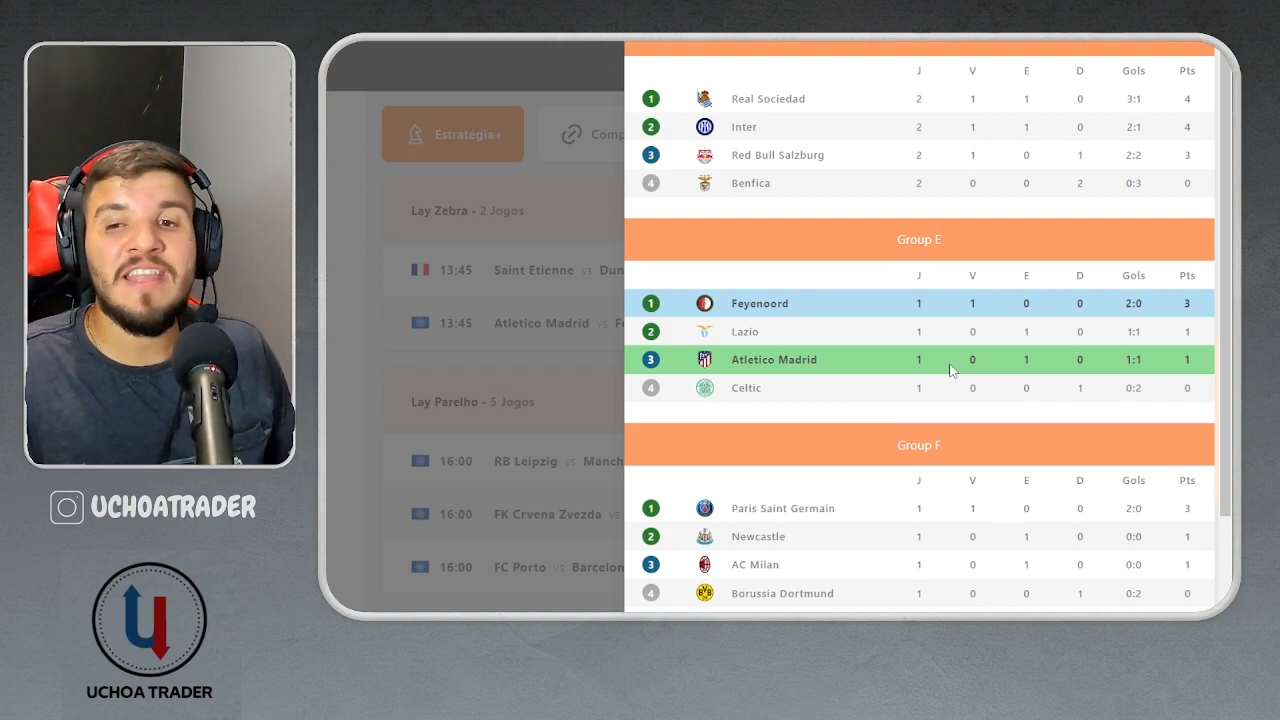 UCHOATRADER
U
UCHOA TRADER
Estratégia+
Comp
Lay Zebra - 2 Jogos
13:45 Saint Etienne vs Dun
13:45 Atletico Madrid vs Fe
Lay Parelho - 5 Jogos
16:00 RB Leipzig vs Manch
16:00 FK Crvena Zvezda vs
16:00 FC Porto vs Barcelon
J V E D Gols Pts
1 Real Sociedad 2 1 1 0 3:1 4
2 Inter 2 1 1 0 2:1 4
3 Red Bull Salzburg 2 1 0 1 2:2 3
4 Benfica 2 0 0 2 0:3 0
Group E
J V E D Gols Pts
1 Feyenoord 1 1 0 0 2:0 3
2 Lazio 1 0 1 0 1:1 1
3 Atletico Madrid 1 0 1 0 1:1 1
4 Celtic 1 0 0 1 0:2 0
Group F
J V E D Gols Pts
1 Paris Saint Germain 1 1 0 0 2:0 3
2 Newcastle 1 0 1 0 0:0 1
3 AC Milan 1 0 1 0 0:0 1
4 Borussia Dortmund 1 0 0 1 0:2 0